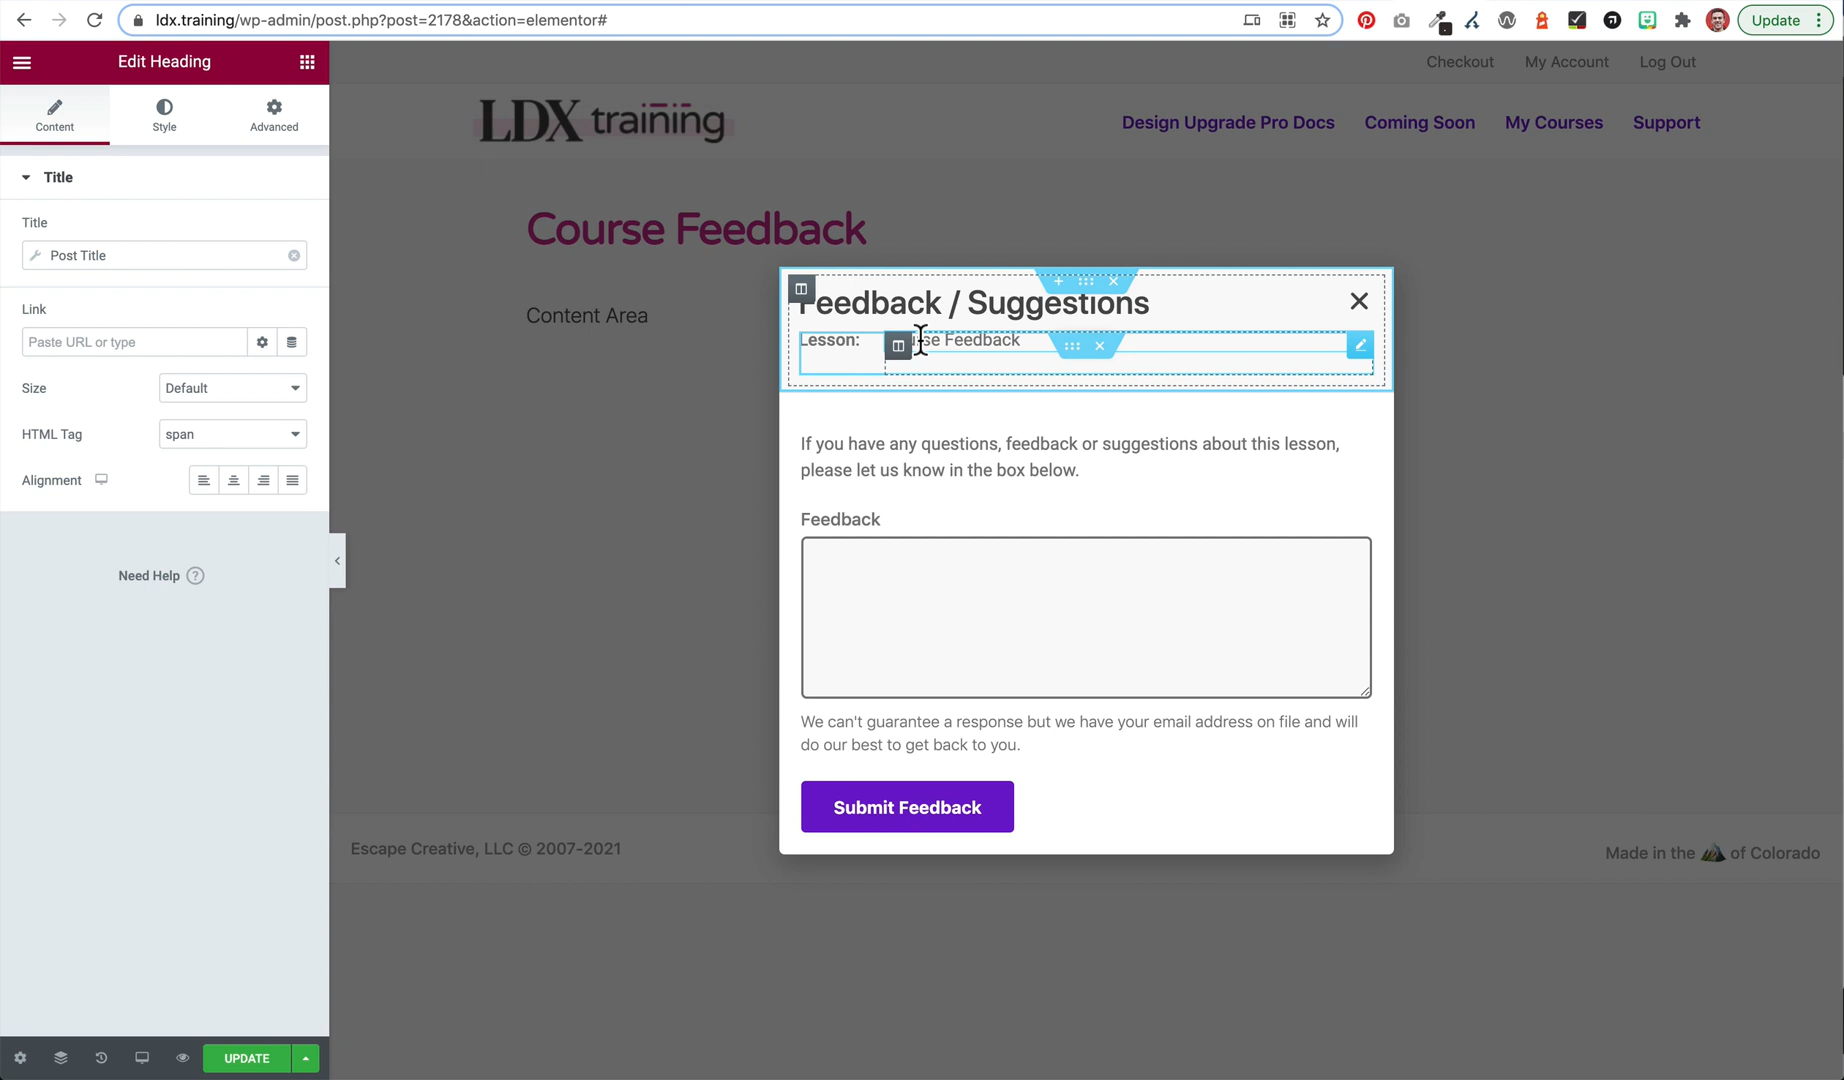 ldx.training/wp-admin/post.php?post=2178&action=elementor#
Update
Edit Heading
Content
Style
Advanced
Title
Title
Post Title
Link
Paste URL or type
Size
Default
HTML Tag
span
Alignment
Need Help
UPDATE
Checkout
My Account
Log Out
LDX training
Design Upgrade Pro Docs
Coming Soon
My Courses
Support
Course Feedback
Content Area
Feedback / Suggestions
Lesson:
se Feedback
If you have any questions, feedback or suggestions about this lesson,
please let us know in the box below.
Feedback
We can't guarantee a response but we have your email address on file and will
do our best to get back to you.
Submit Feedback
Escape Creative, LLC © 2007-2021
Made in the 🏔️ of Colorado